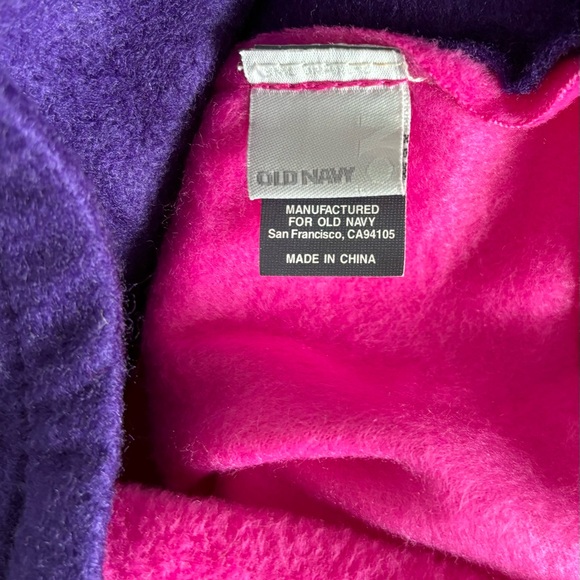 OLD NAVY
MANUFACTURED
FOR OLD NAVY
San Francisco, CA94105
MADE IN CHINA